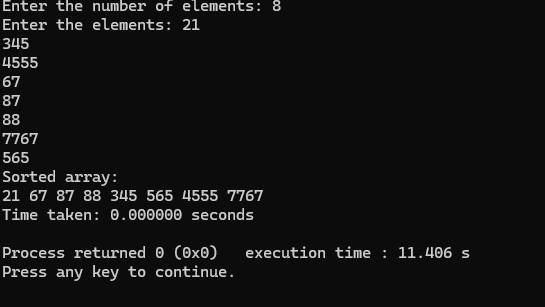 Enter the number of elements: 8
Enter the elements: 21
345
4555
67
87
88
7767
565
Sorted array:
21 67 87 88 345 565 4555 7767
Time taken: 0.000000 seconds
Process returned 0 (0x0)   execution time : 11.406 s
Press any key to continue.